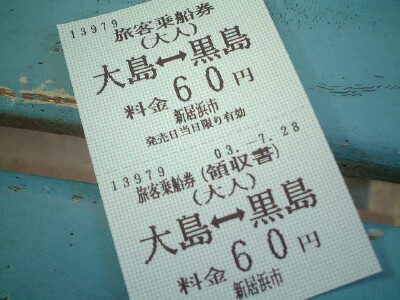 13979
旅客乗船券
(大人)
大島↔黒島
料金60円
新居浜市
発売日当日限り有効
13979 03.-7.28
旅客乗船券(領収書)
(大人)
大島↔黒島
料金60円
新居浜市